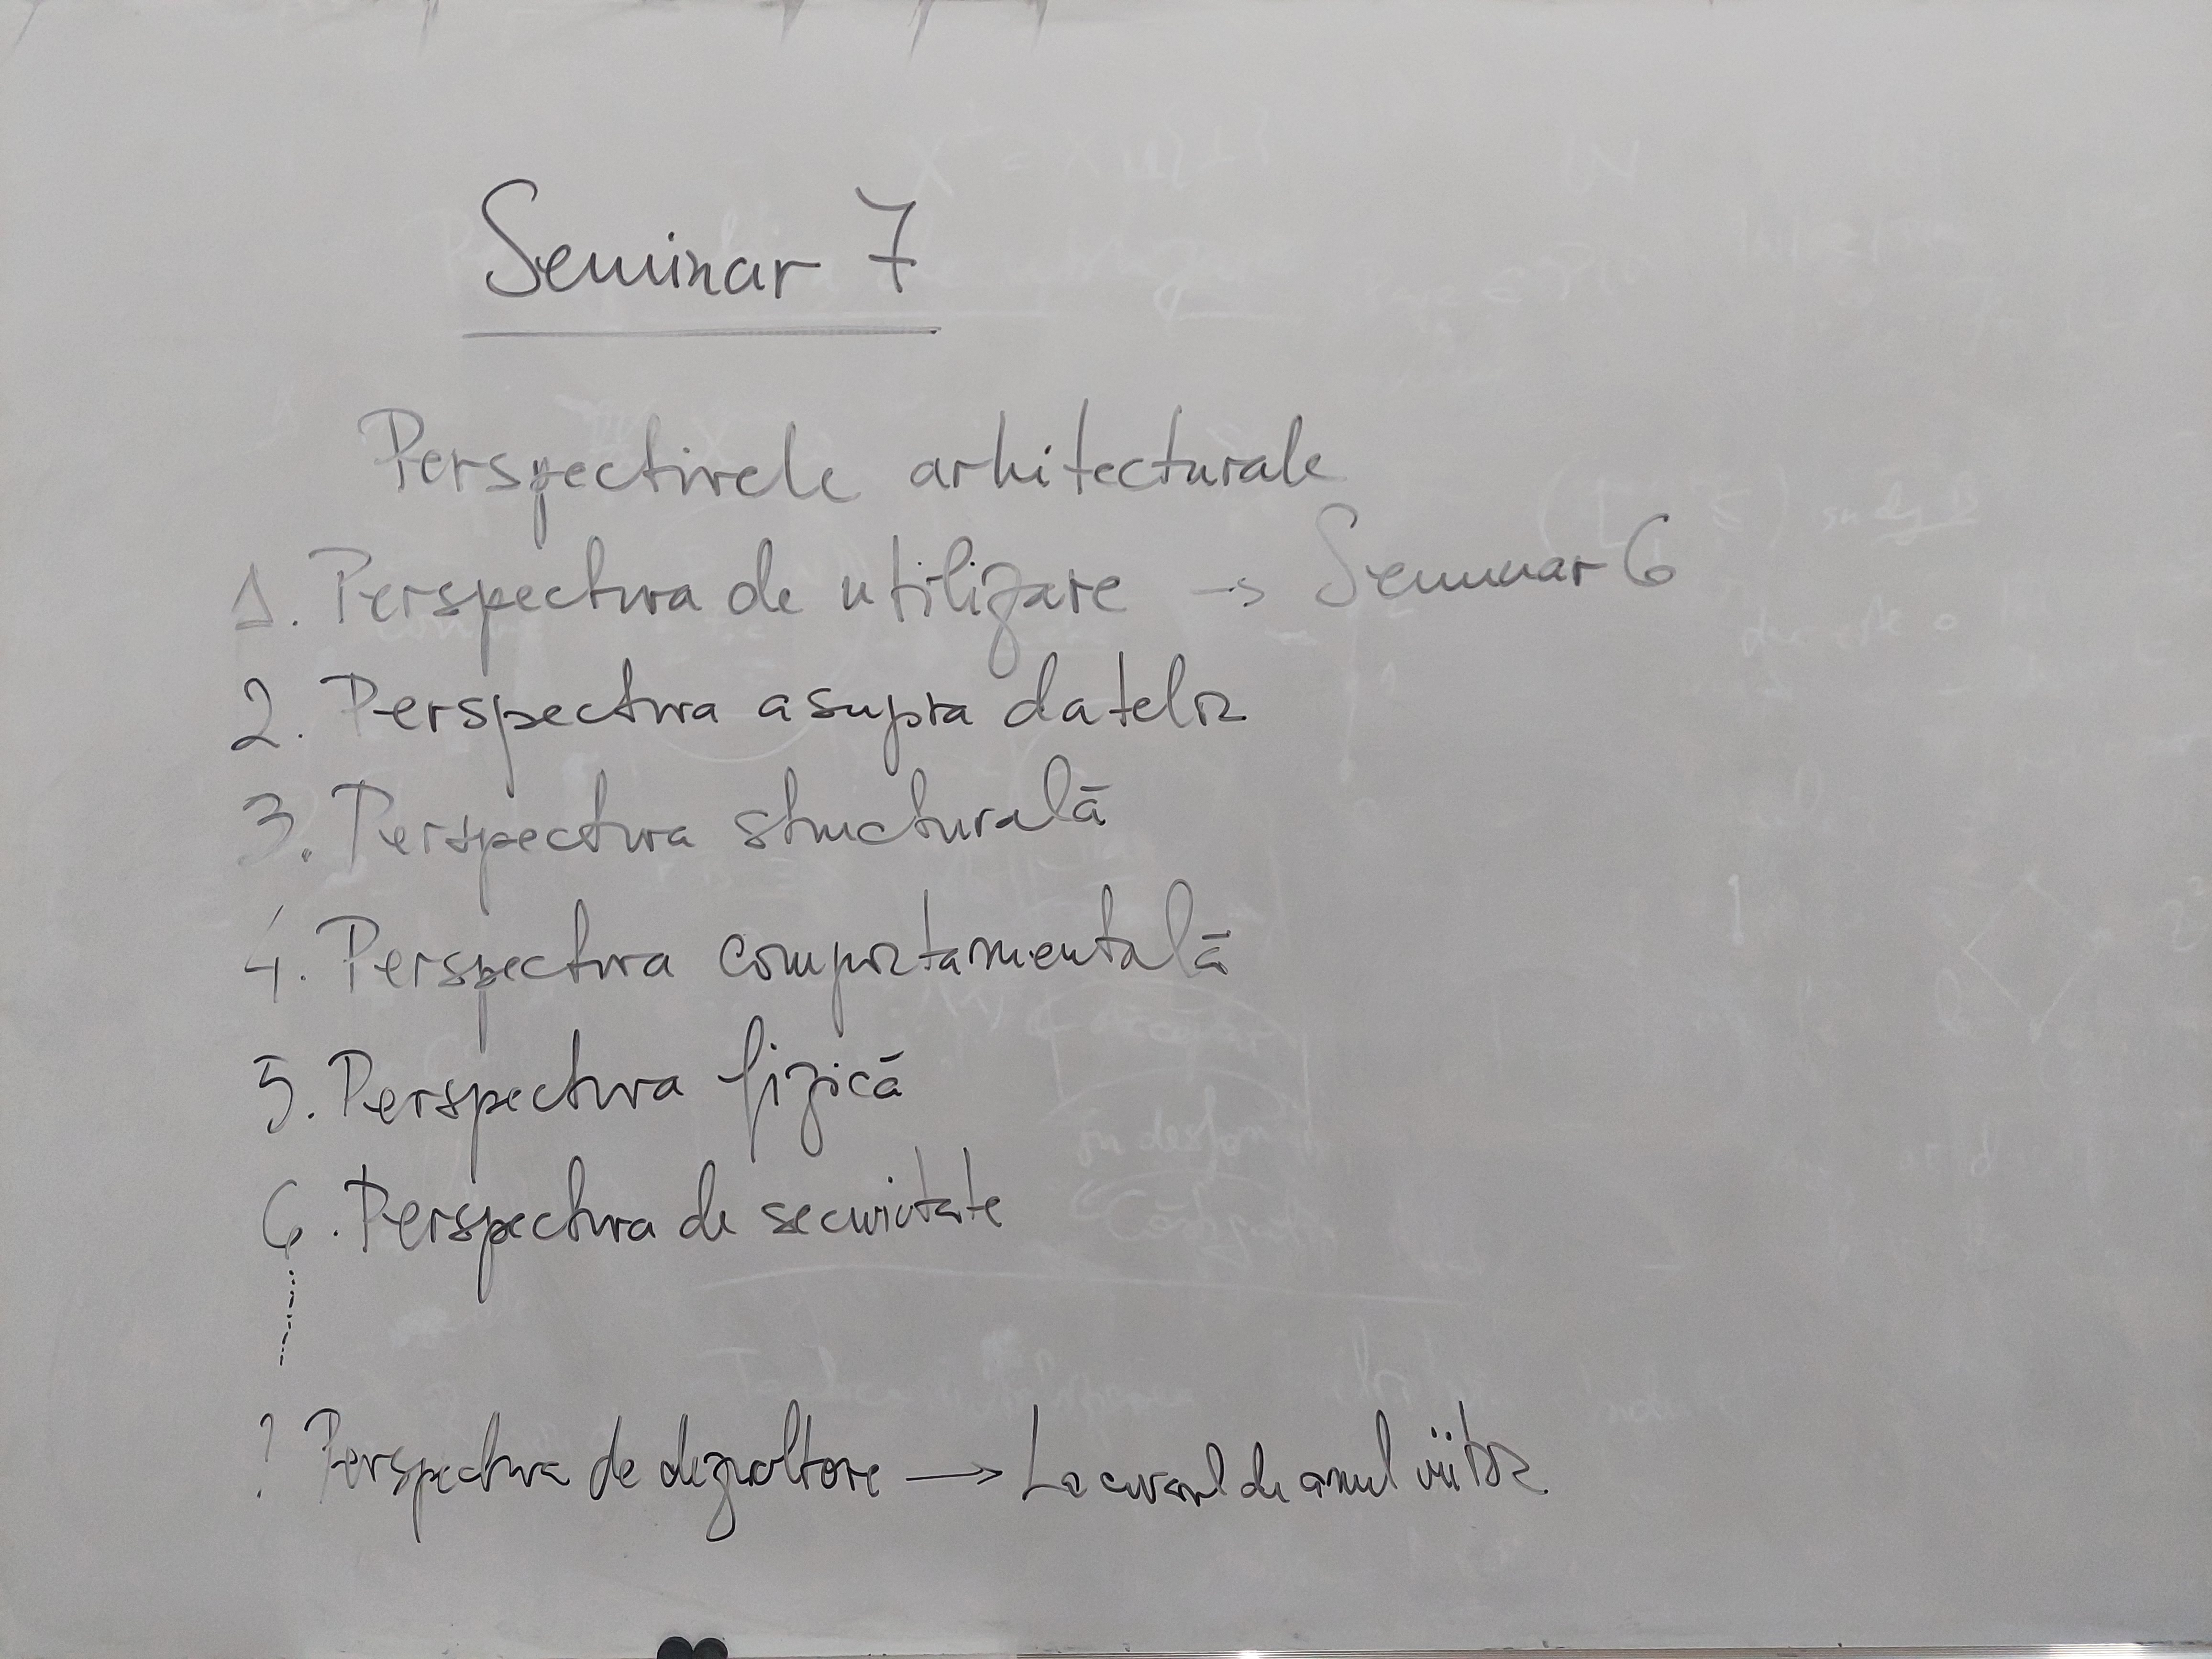 Seminar 7
Perspectivele arhitecturale
1. Perspectiva de utilizare → Seminar 6
2. Perspectiva asupra datelor
3. Perspectiva structurală
4. Perspectiva comportamentală
5. Perspectiva fizică
6. Perspectiva de securitate
? Perspectiva de dezvoltare → La cursul de anul viitor